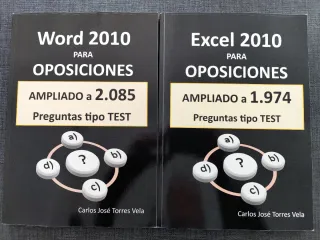 Word 2010
PARA
OPOSICIONES
AMPLIADO a 2.085
Preguntas tipo TEST
a)
b)
c)
d)
?
Carlos José Torres Vela
Excel 2010
PARA
OPOSICIONES
AMPLIADO a 1.974
Preguntas tipo TEST
a)
b)
c)
d)
?
Carlos José Torres Vela